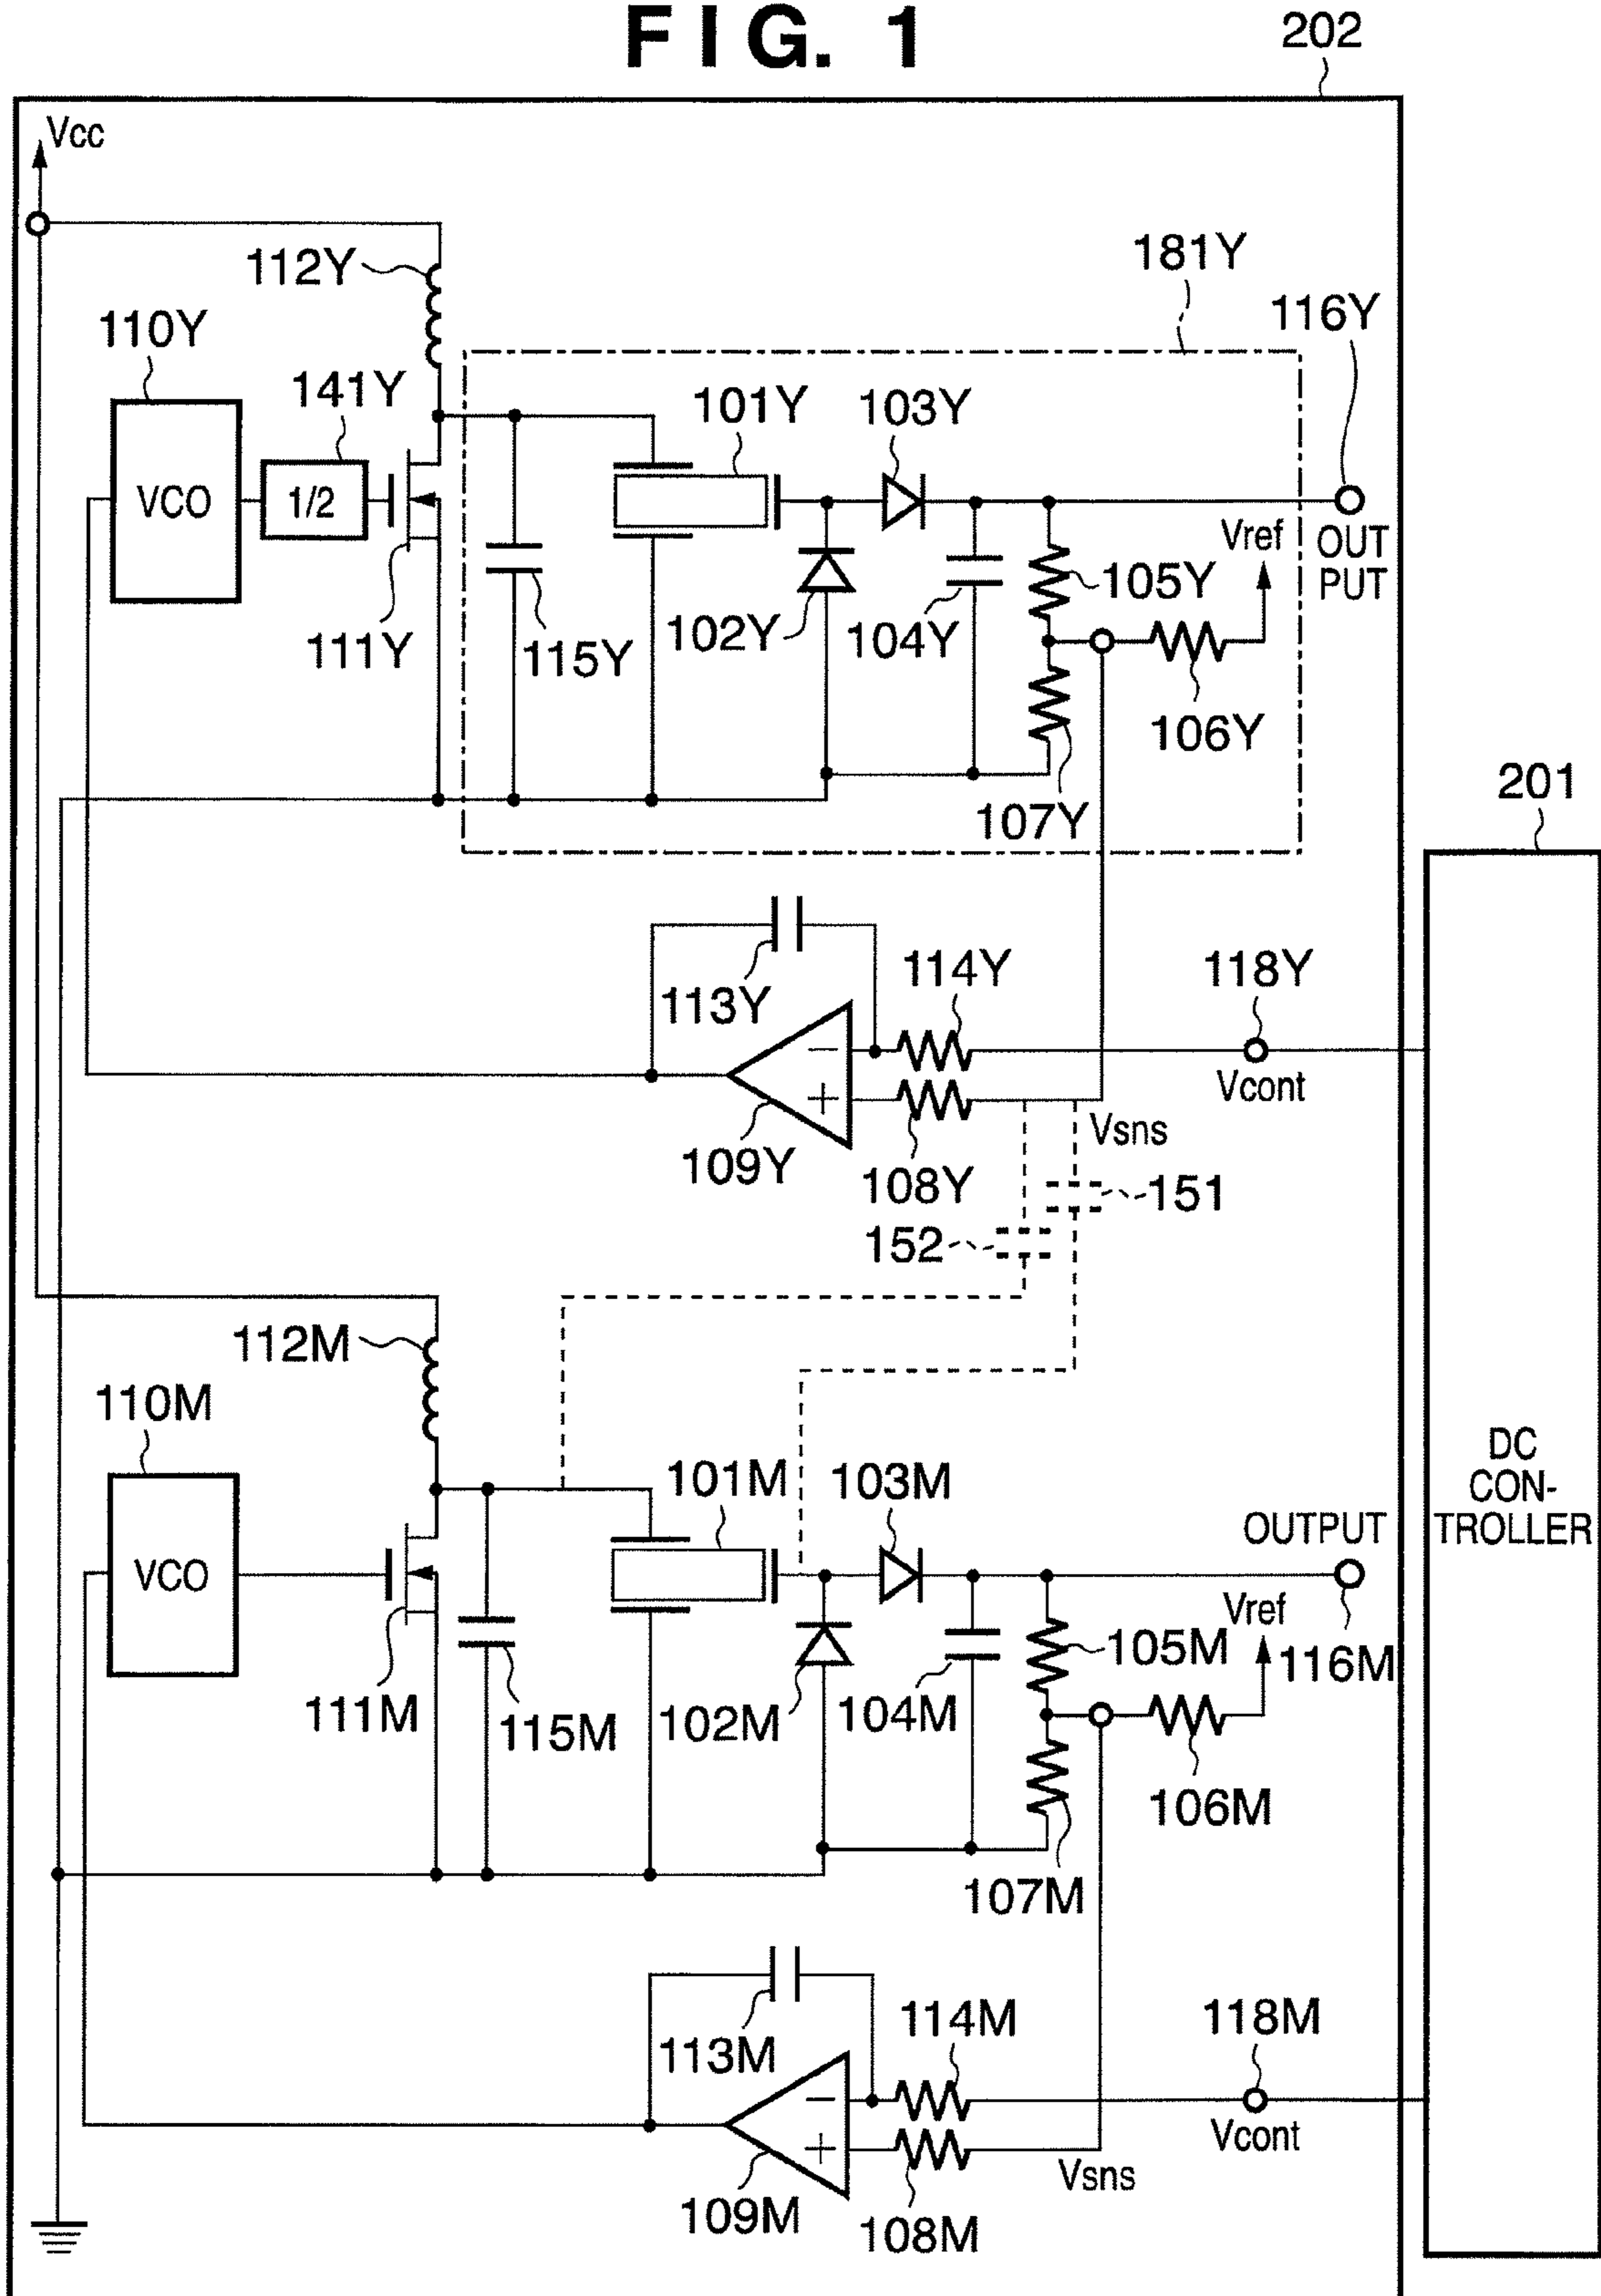 FIG. 1
202
Vcc
112Y
181Y
116Y
110Y
141Y
101Y
103Y
VCO
1/2
Vref
OUT
PUT
105Y
111Y
115Y
102Y
104Y
106Y
107Y
201
113Y
114Y
118Y
−
+
Vcont
Vsns
109Y
108Y
151
152
112M
110M
101M
103M
DC
CON-
TROLLER
OUTPUT
VCO
Vref
105M
116M
111M
115M
102M
104M
106M
107M
113M
114M
118M
−
+
Vcont
Vsns
109M
108M